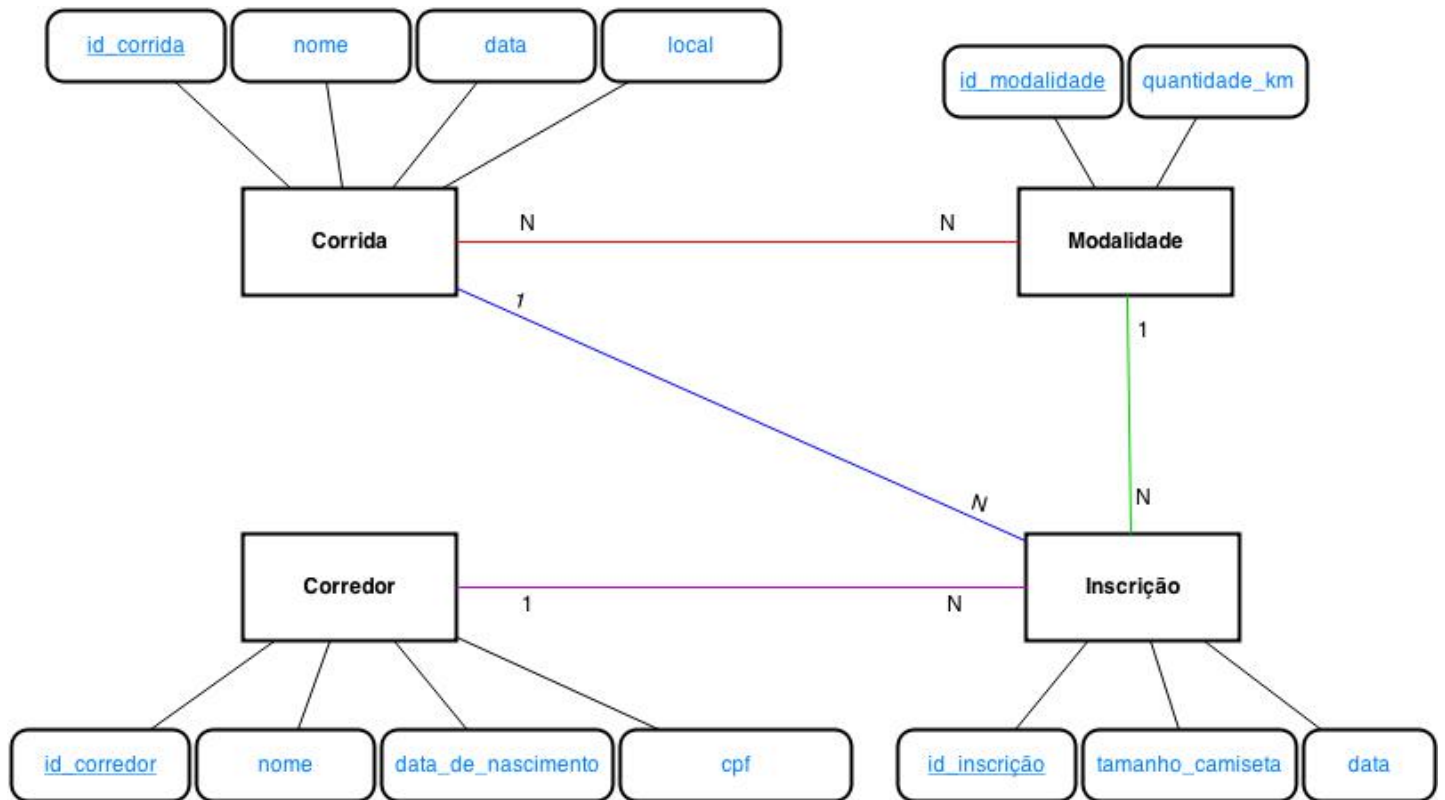 id_corrida
nome
data
local
id_modalidade
quantidade_km
Corrida
N
N
Modalidade
1
1
N
N
Corredor
1
N
Inscrição
id_corredor
nome
data_de_nascimento
cpf
id_inscrição
tamanho_camiseta
data